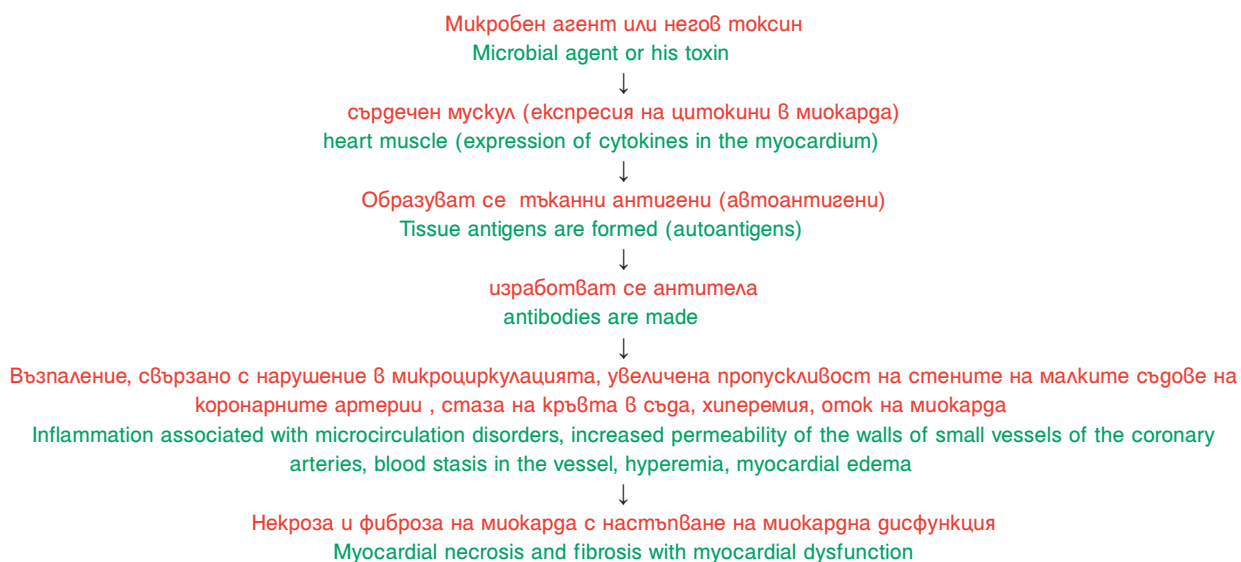 Микробен агент или негов токсин
Microbial agent or his toxin
↓
сърдечен мускул (експресия на цитокини в миокарда)
heart muscle (expression of cytokines in the myocardium)
↓
Образуват се тъканни антигени (автоантигени)
Tissue antigens are formed (autoantigens)
↓
изработват се антитела
antibodies are made
↓
Възпаление, свързано с нарушение в микроциркулацията, увеличена пропускливост на стените на малките съдове на
коронарните артерии , стаза на кръвта в съда, хиперемия, оток на миокарда
Inflammation associated with microcirculation disorders, increased permeability of the walls of small vessels of the coronary
arteries, blood stasis in the vessel, hyperemia, myocardial edema
↓
Некроза и фиброза на миокарда с настъпване на миокардна дисфункция
Myocardial necrosis and fibrosis with myocardial dysfunction